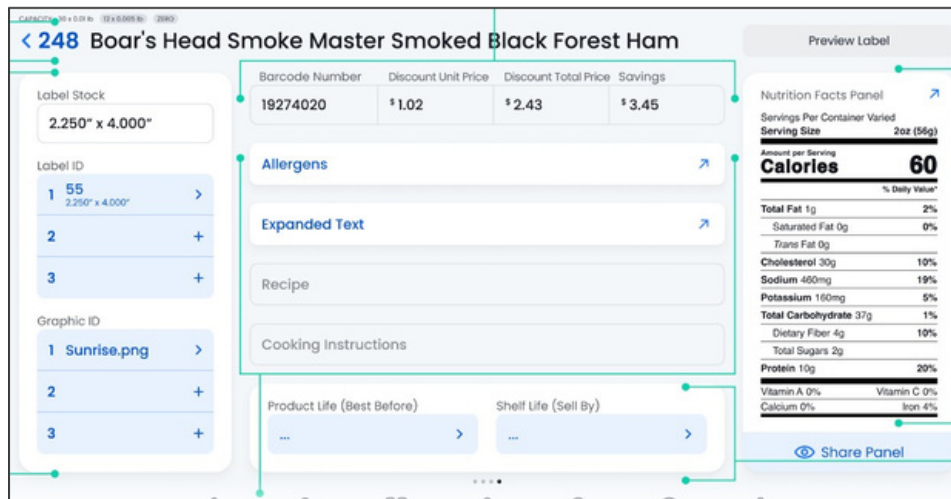 CAPACITY: 30 x 0.01 lb 12 x 0.005 lb ZERO
< 248 Boar's Head Smoke Master Smoked Black Forest Ham
Preview Label
Label Stock
2.250" x 4.000"
Label ID
1 55 >
2.250" x 4.000"
2 +
3 +
Graphic ID
1 Sunrise.png >
2 +
3 +
Barcode Number Discount Unit Price Discount Total Price Savings
19274020 $1.02 $2.43 $3.45
Allergens
Expanded Text
Recipe
Cooking Instructions
Product Life (Best Before) Shelf Life (Sell By)
... > ... >
Nutrition Facts Panel
Servings Per Container Varied
Serving Size 2oz (56g)
Amount per Serving
Calories 60
% Daily Value*
Total Fat 1g 2%
Saturated Fat 0g 0%
Trans Fat 0g
Cholesterol 30g 10%
Sodium 460mg 19%
Potassium 160mg 5%
Total Carbohydrate 37g 1%
Dietary Fiber 4g 10%
Total Sugars 2g
Protein 10g 20%
Vitamin A 0% Vitamin C 0%
Calcium 0% Iron 4%
Share Panel